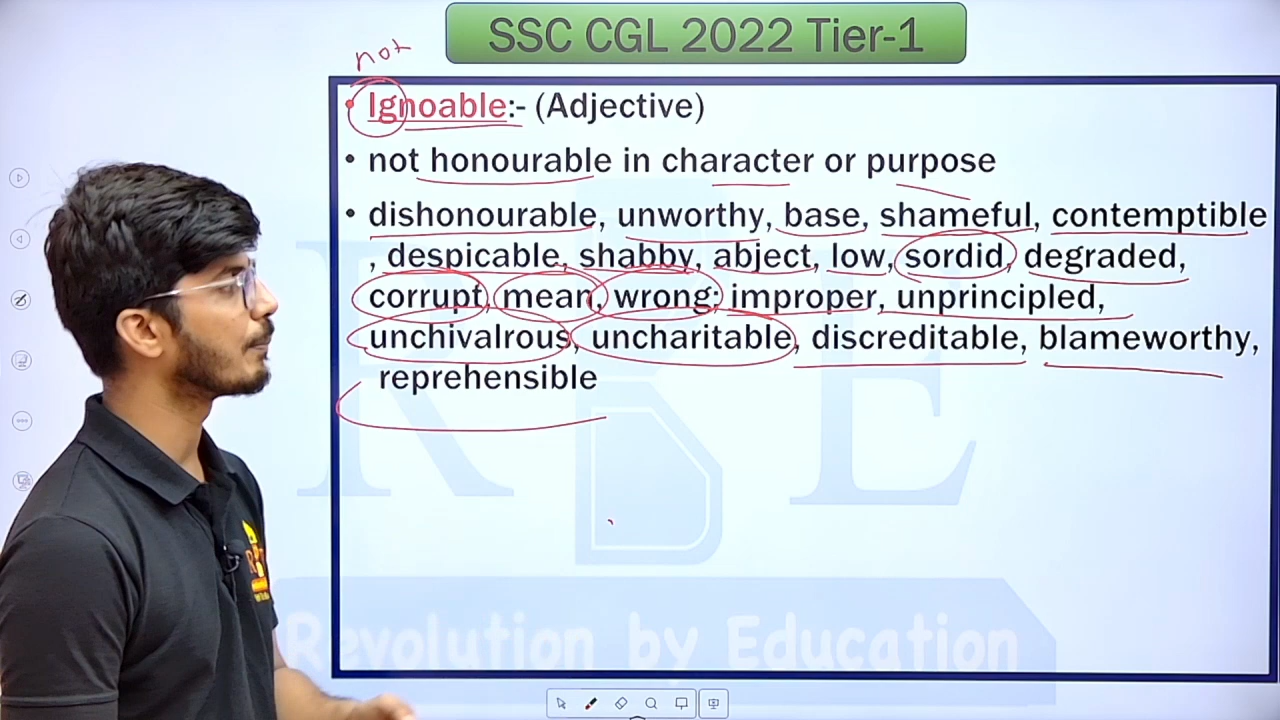 SSC CGL 2022 Tier-1
not
• Ignoable:- (Adjective)
• not honourable in character or purpose
• dishonourable, unworthy, base, shameful, contemptible
, despicable, shabby, abject, low, sordid, degraded,
corrupt, mean, wrong; improper, unprincipled,
unchivalrous, uncharitable, discreditable, blameworthy,
reprehensible
R B E
Revolution by Education